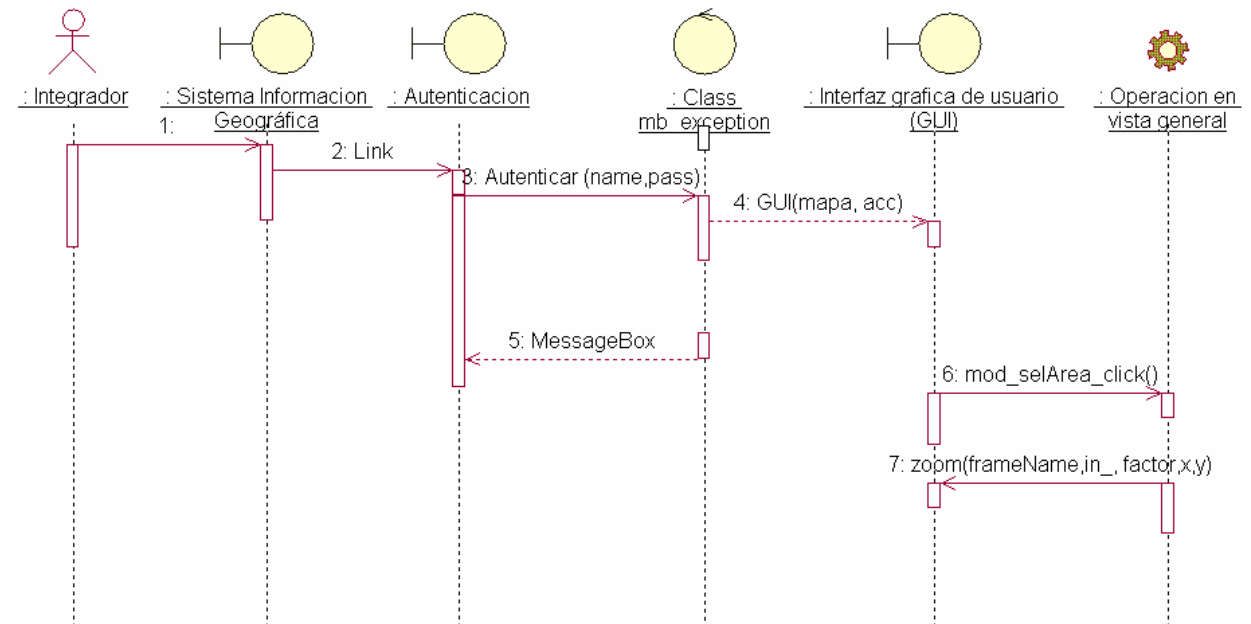 : Integrador
: Sistema Informacion
Geográfica
: Autenticacion
: Class
mb_exception
: Interfaz grafica de usuario
(GUI)
: Operacion en
vista general
1:
2: Link
3: Autenticar (name,pass)
4: GUI(mapa, acc)
5: MessageBox
6: mod_selArea_click()
7: zoom(frameName,in_, factor,x,y)